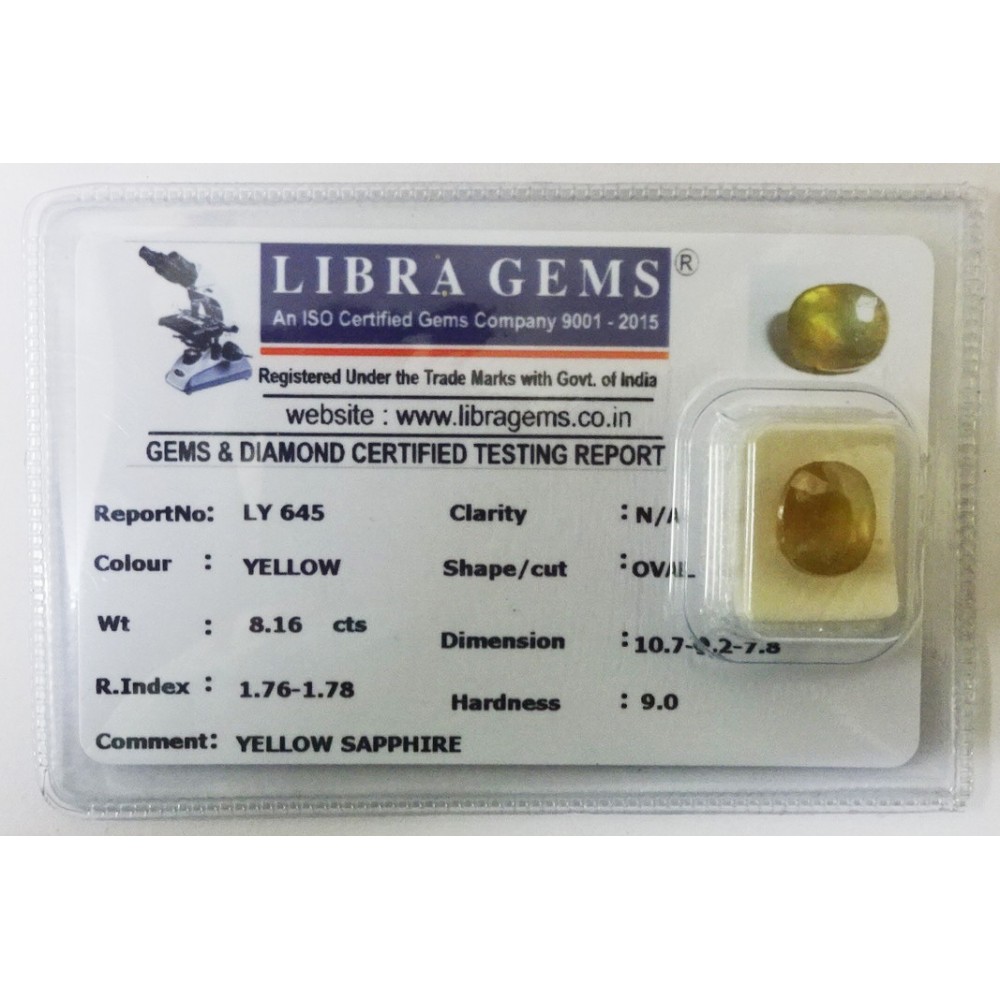 LIBRA GEMS ®
An ISO Certified Gems Company 9001 - 2015
Registered Under the Trade Marks with Govt. of India
website : www.libragems.co.in
GEMS & DIAMOND CERTIFIED TESTING REPORT
ReportNo: LY 645 Clarity : N/A
Colour : YELLOW Shape/cut : OVAL
Wt : 8.16 cts Dimension :
R.Index : 1.76-1.78 Hardness : 9.0
Comment: YELLOW SAPPHIRE